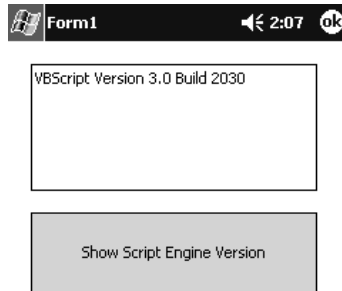 Form1 2:07 ok
VBScript Version 3.0 Build 2030
Show Script Engine Version